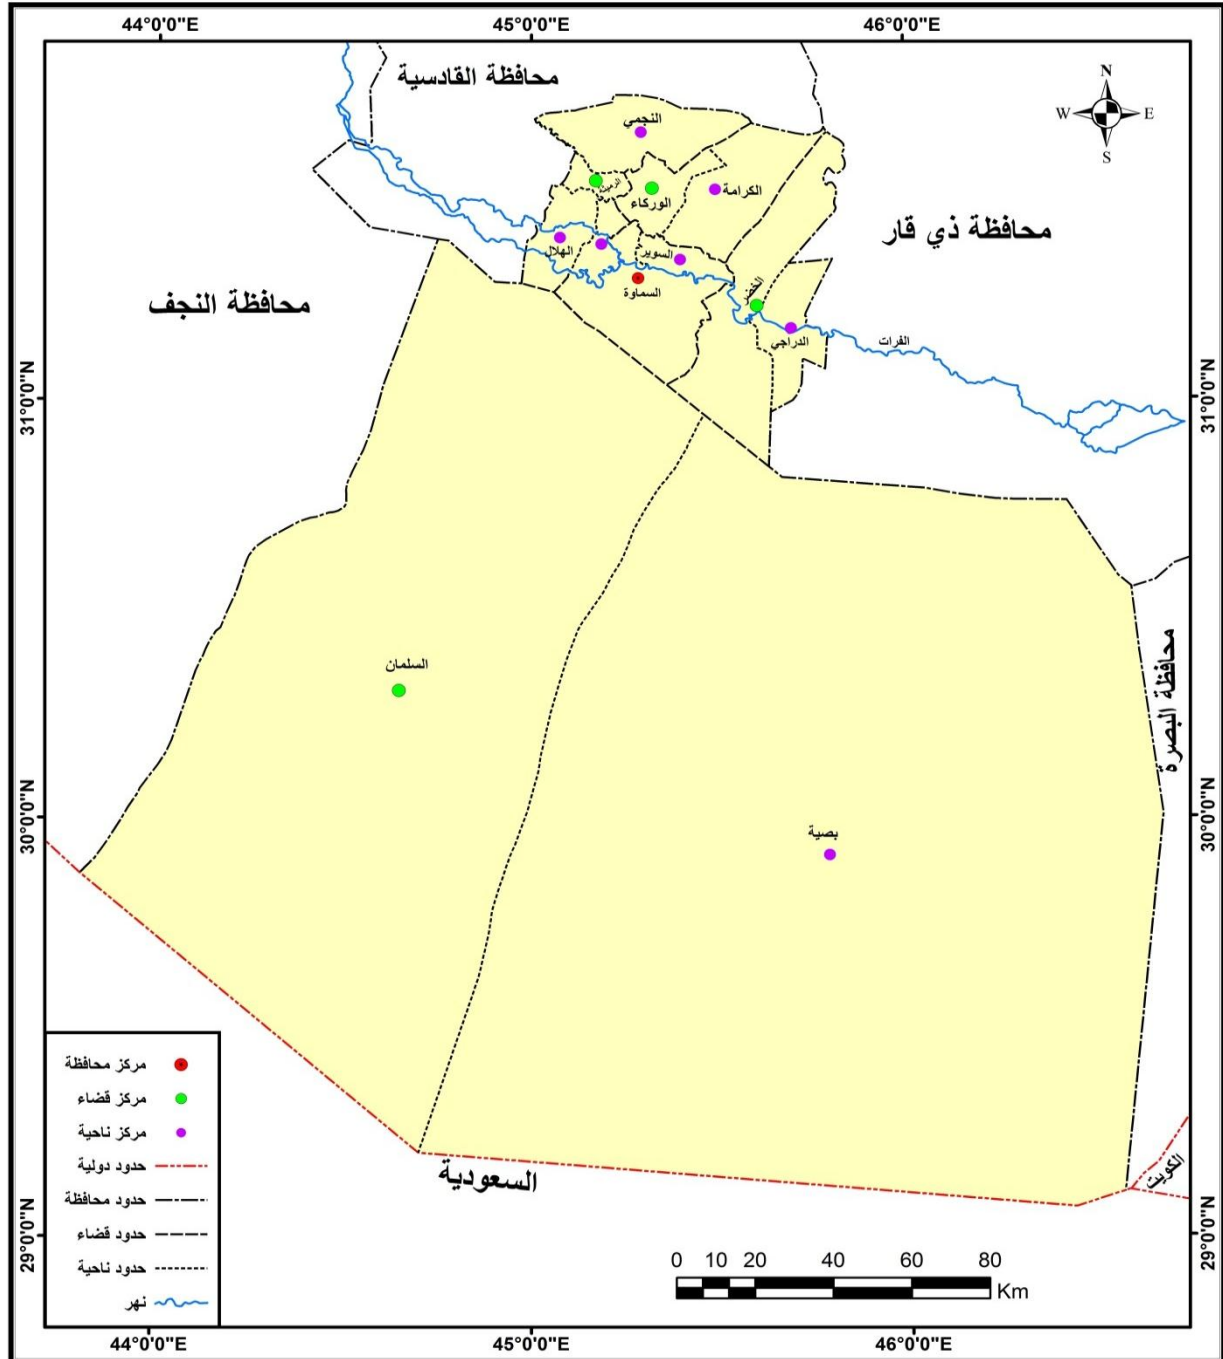 44°0'0"E 45°0'0"E 46°0'0"E
محافظة القادسية
N
W E
S
النجمي
الرميثة
الوركاء
الكرامة
محافظة ذي قار
الهلال
السوير
السماوة
الخضر
الدراجي
الفرات
محافظة النجف
31°0'0"N 31°0'0"N
السلمان
محافظة البصرة
بصية
30°0'0"N 30°0'0"N
السعودية
الكويت
29°0'0"N 29°0'0"N
مركز محافظة
مركز قضاء
مركز ناحية
حدود دولية
حدود محافظة
حدود قضاء
حدود ناحية
نهر
0 10 20 40 60 80
Km
44°0'0"E 45°0'0"E 46°0'0"E